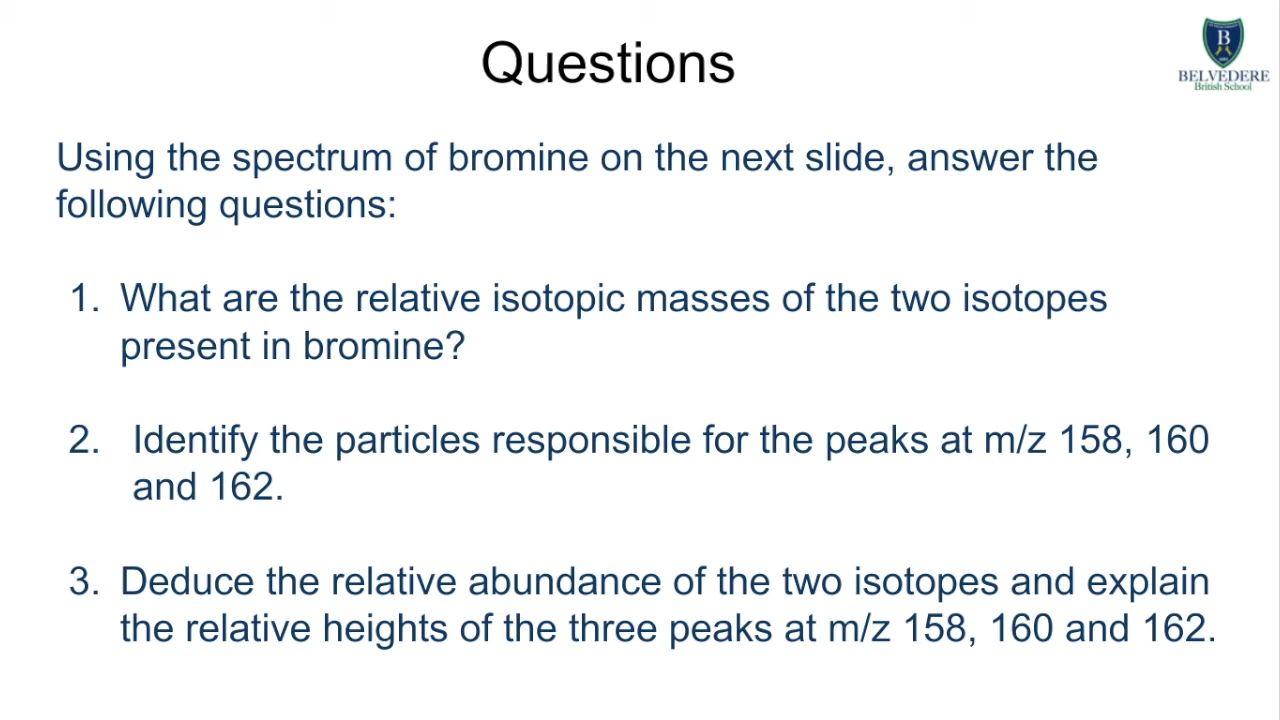 Questions
B
BELVEDERE
British School
Using the spectrum of bromine on the next slide, answer the
following questions:
1. What are the relative isotopic masses of the two isotopes
present in bromine?
2. Identify the particles responsible for the peaks at m/z 158, 160
and 162.
3. Deduce the relative abundance of the two isotopes and explain
the relative heights of the three peaks at m/z 158, 160 and 162.